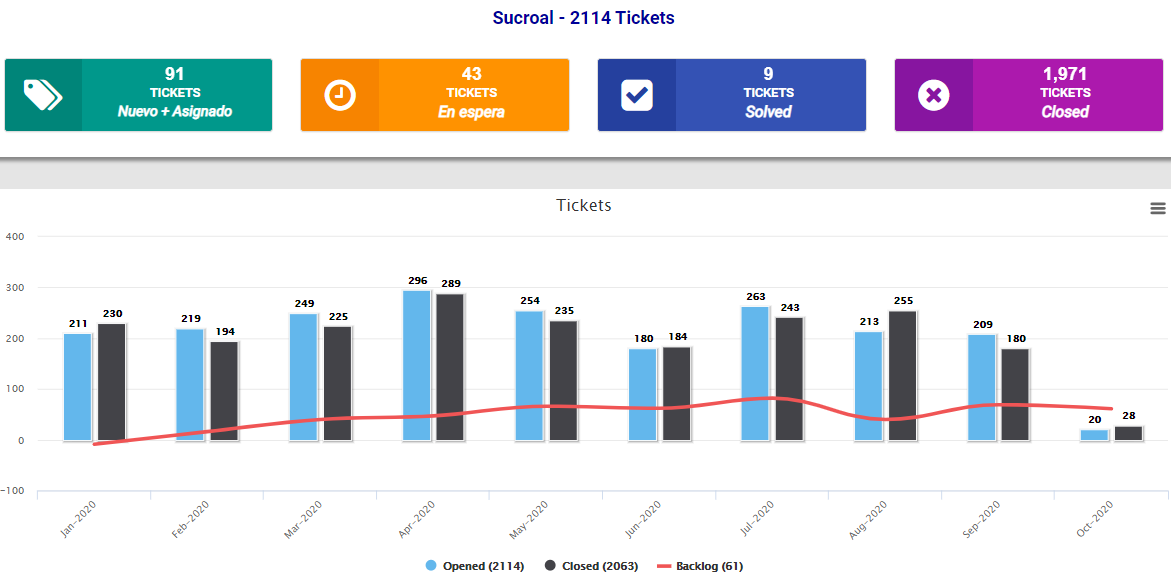 Sucroal - 2114 Tickets
91
TICKETS
Nuevo + Asignado
43
TICKETS
En espera
9
TICKETS
Solved
1,971
TICKETS
Closed
Tickets
400
300
200
100
0
-100
211
230
219
194
249
225
296
289
254
235
180
184
263
243
213
255
209
180
20
28
Jan-2020
Feb-2020
Mar-2020
Apr-2020
May-2020
Jun-2020
Jul-2020
Aug-2020
Sep-2020
Oct-2020
Opened (2114) Closed (2063) Backlog (61)